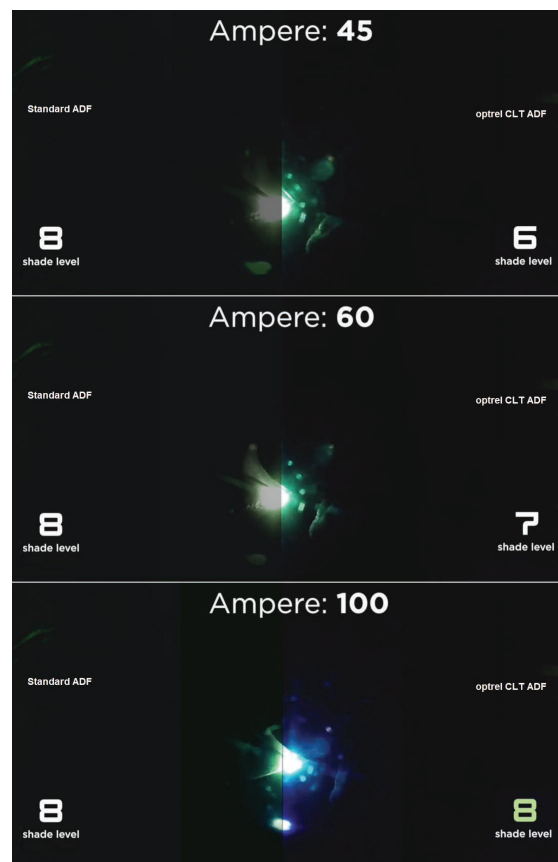 Ampere: 45
Standard ADF
optrel CLT ADF
8
6
shade level
shade level
Ampere: 60
Standard ADF
optrel CLT ADF
8
7
shade level
shade level
Ampere: 100
Standard ADF
optrel CLT ADF
8
8
shade level
shade level